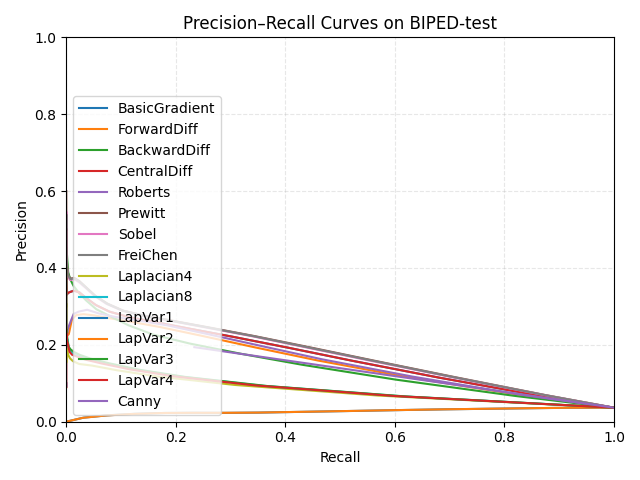 Precision–Recall Curves on BIPED-test
1.0
0.8
0.6
0.4
0.2
0.0
Precision
BasicGradient
ForwardDiff
BackwardDiff
CentralDiff
Roberts
Prewitt
Sobel
FreiChen
Laplacian4
Laplacian8
LapVar1
LapVar2
LapVar3
LapVar4
Canny
0.0 0.2 0.4 0.6 0.8 1.0
Recall